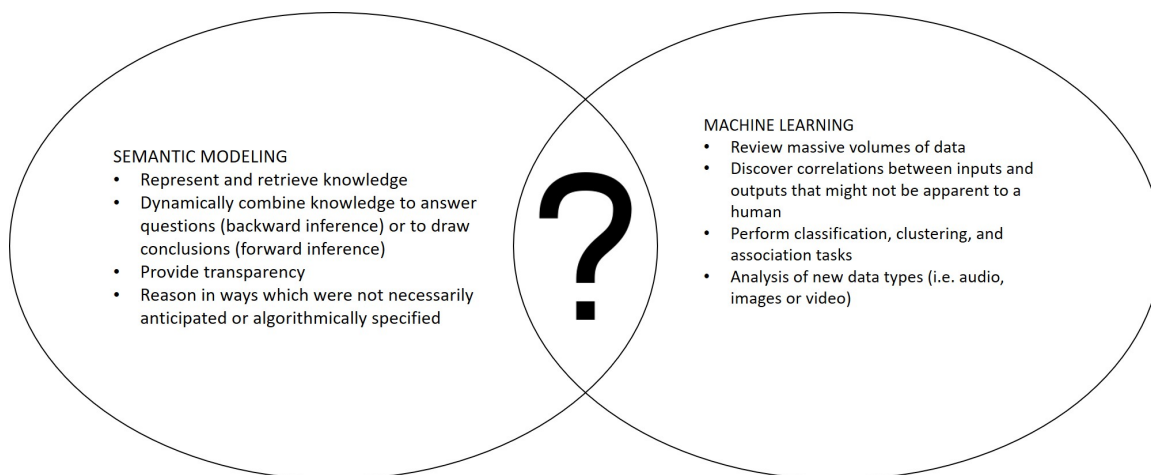 SEMANTIC MODELING
• Represent and retrieve knowledge
• Dynamically combine knowledge to answer
questions (backward inference) or to draw
conclusions (forward inference)
• Provide transparency
• Reason in ways which were not necessarily
anticipated or algorithmically specified
?
MACHINE LEARNING
• Review massive volumes of data
• Discover correlations between inputs and
outputs that might not be apparent to a
human
• Perform classification, clustering, and
association tasks
• Analysis of new data types (i.e. audio,
images or video)